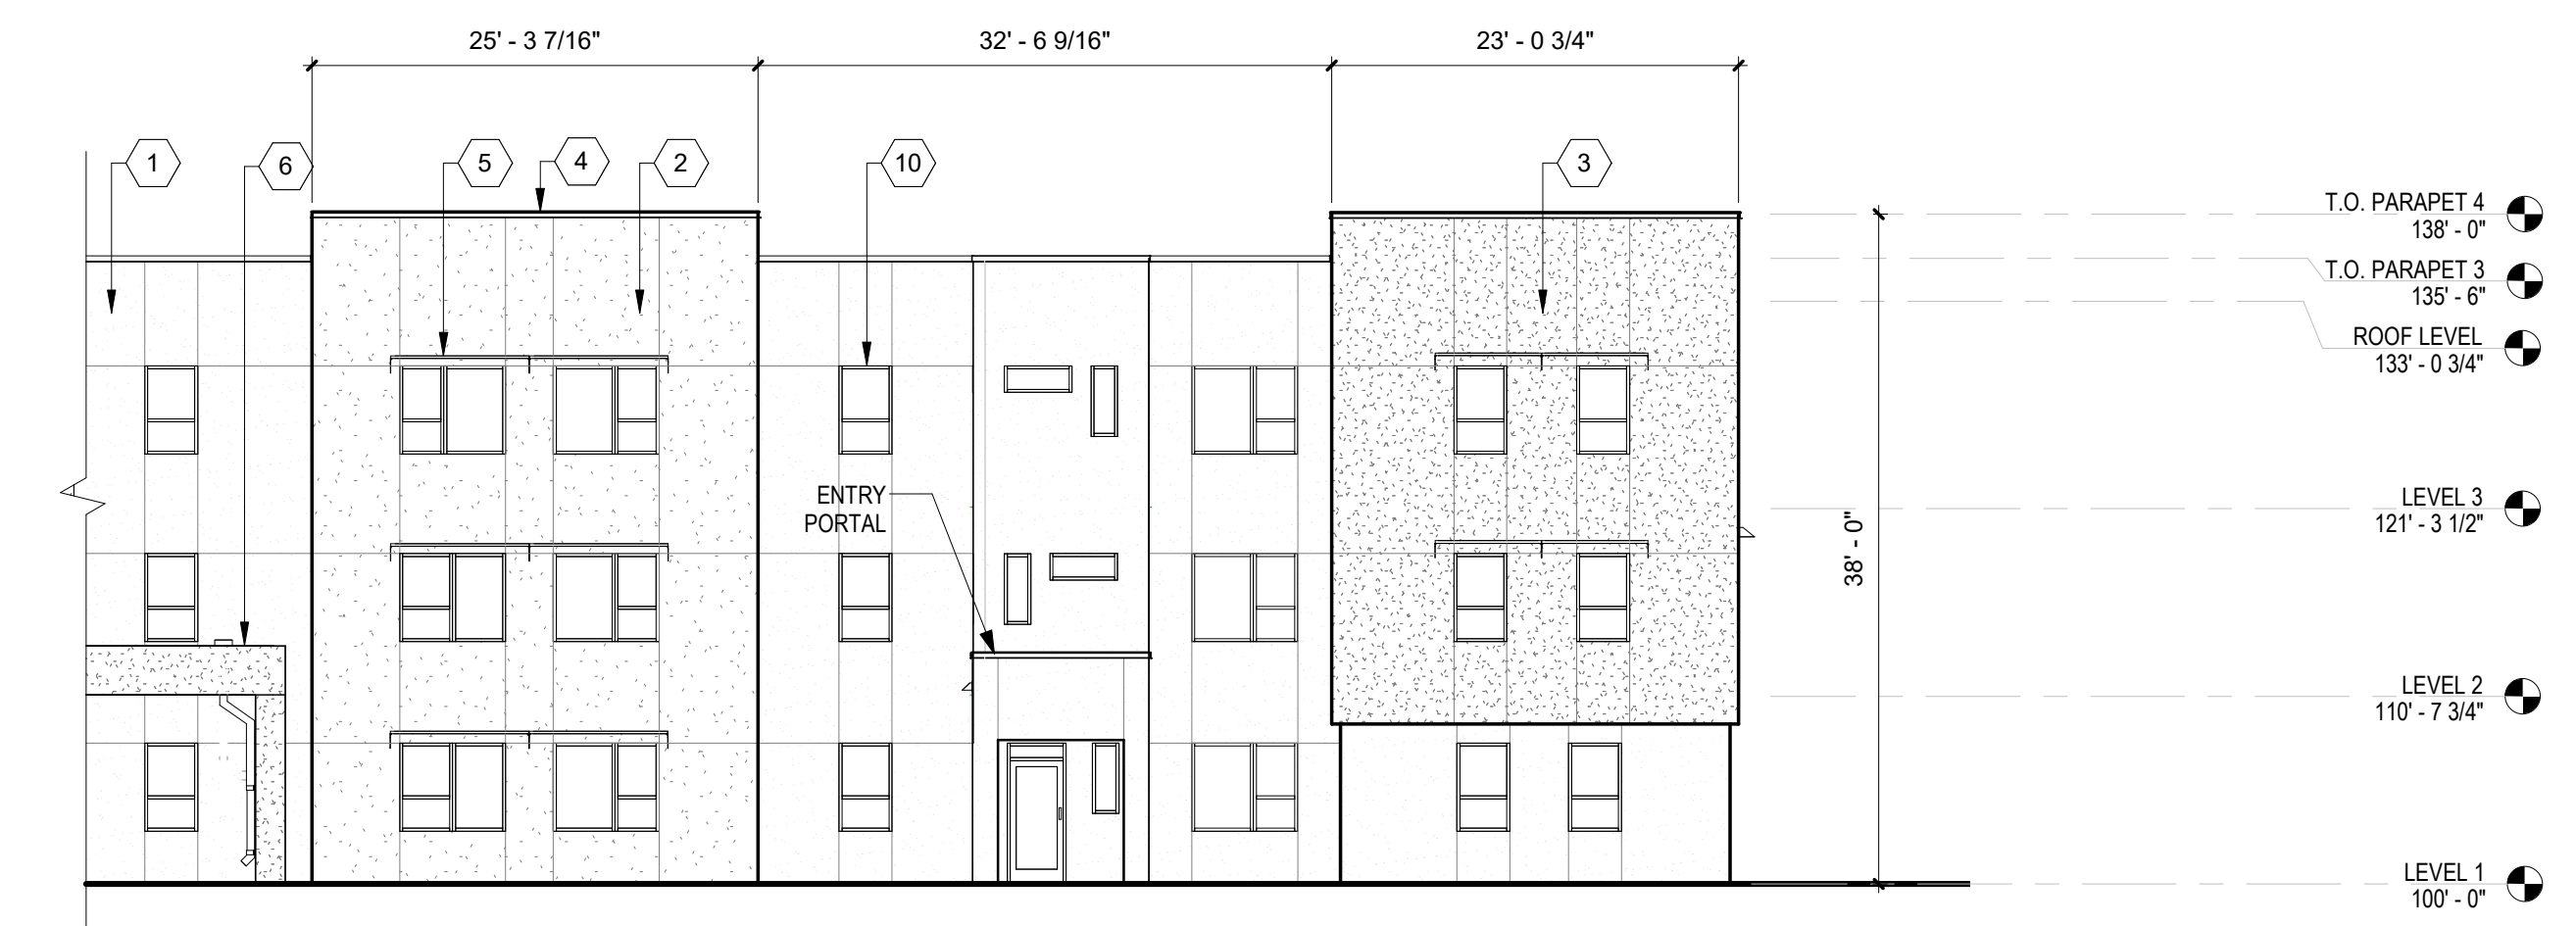 25' - 3 7/16"
32' - 6 9/16"
23' - 0 3/4"
1
6
5
4
2
10
3
T.O. PARAPET 4
138' - 0"
T.O. PARAPET 3
135' - 6"
ROOF LEVEL
133' - 0 3/4"
ENTRY
PORTAL
LEVEL 3
121' - 3 1/2"
38' - 0"
LEVEL 2
110' - 7 3/4"
LEVEL 1
100' - 0"